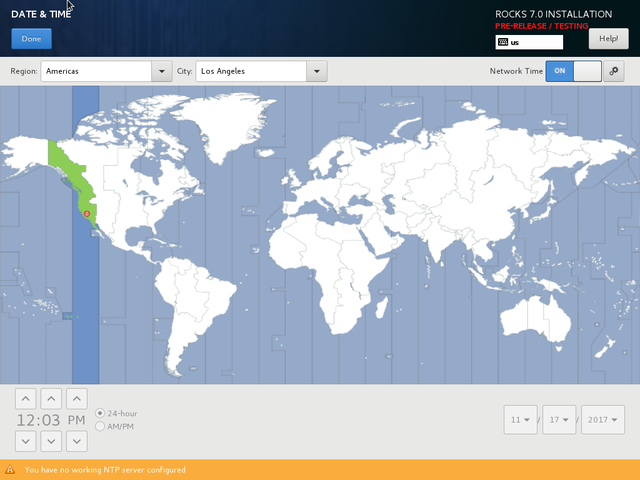 DATE & TIME
ROCKS 7.0 INSTALLATION
PRE-RELEASE / TESTING
Done
us
Help!
Region: Americas City: Los Angeles Network Time ON
12:03 PM
24-hour
AM/PM
11 / 17 / 2017
You have no working NTP server configured